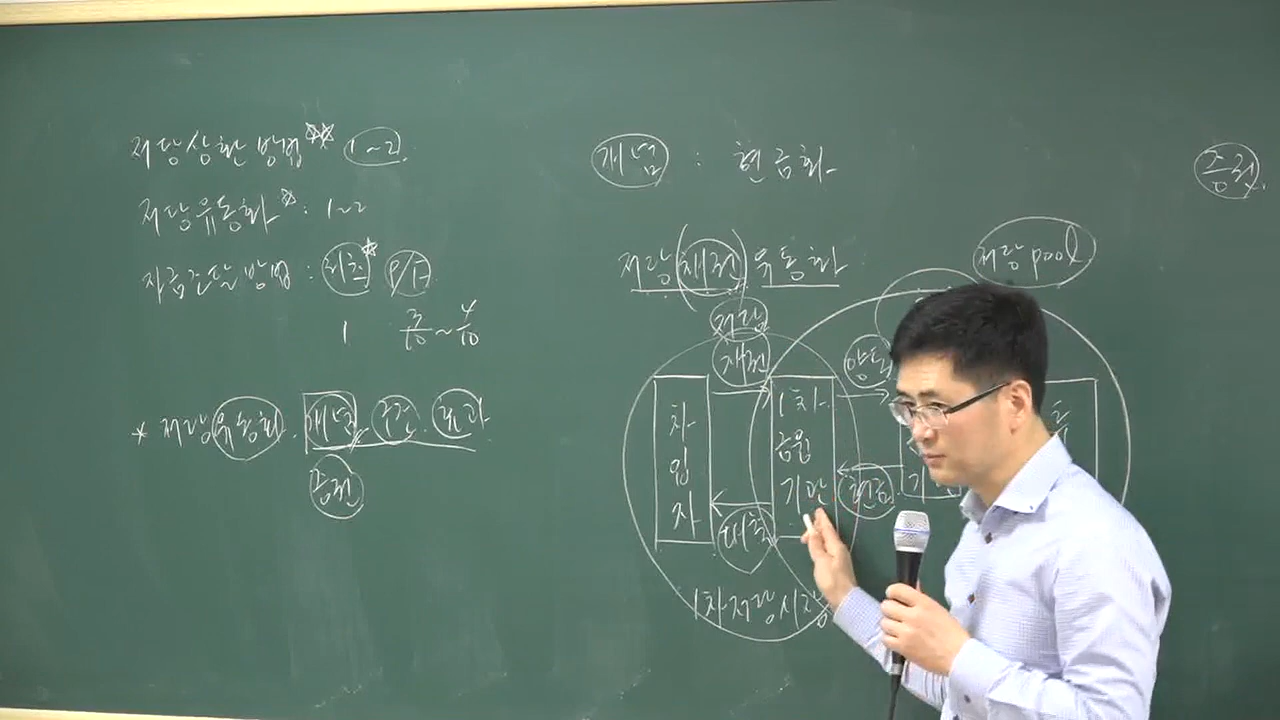 저당상환 방법 1~2
저당유동화 : 1~2
자금조달 방법 : 기초 P/F
1 3/10 ~ 4/10
* 저당유동화. 개념, 구조, 효과
증권
개념 : 현금화
증권.
저당(채권)유동화
저당 pool
저당
채권
차입자
1차 금융기관
현금
대출
1차저당시장